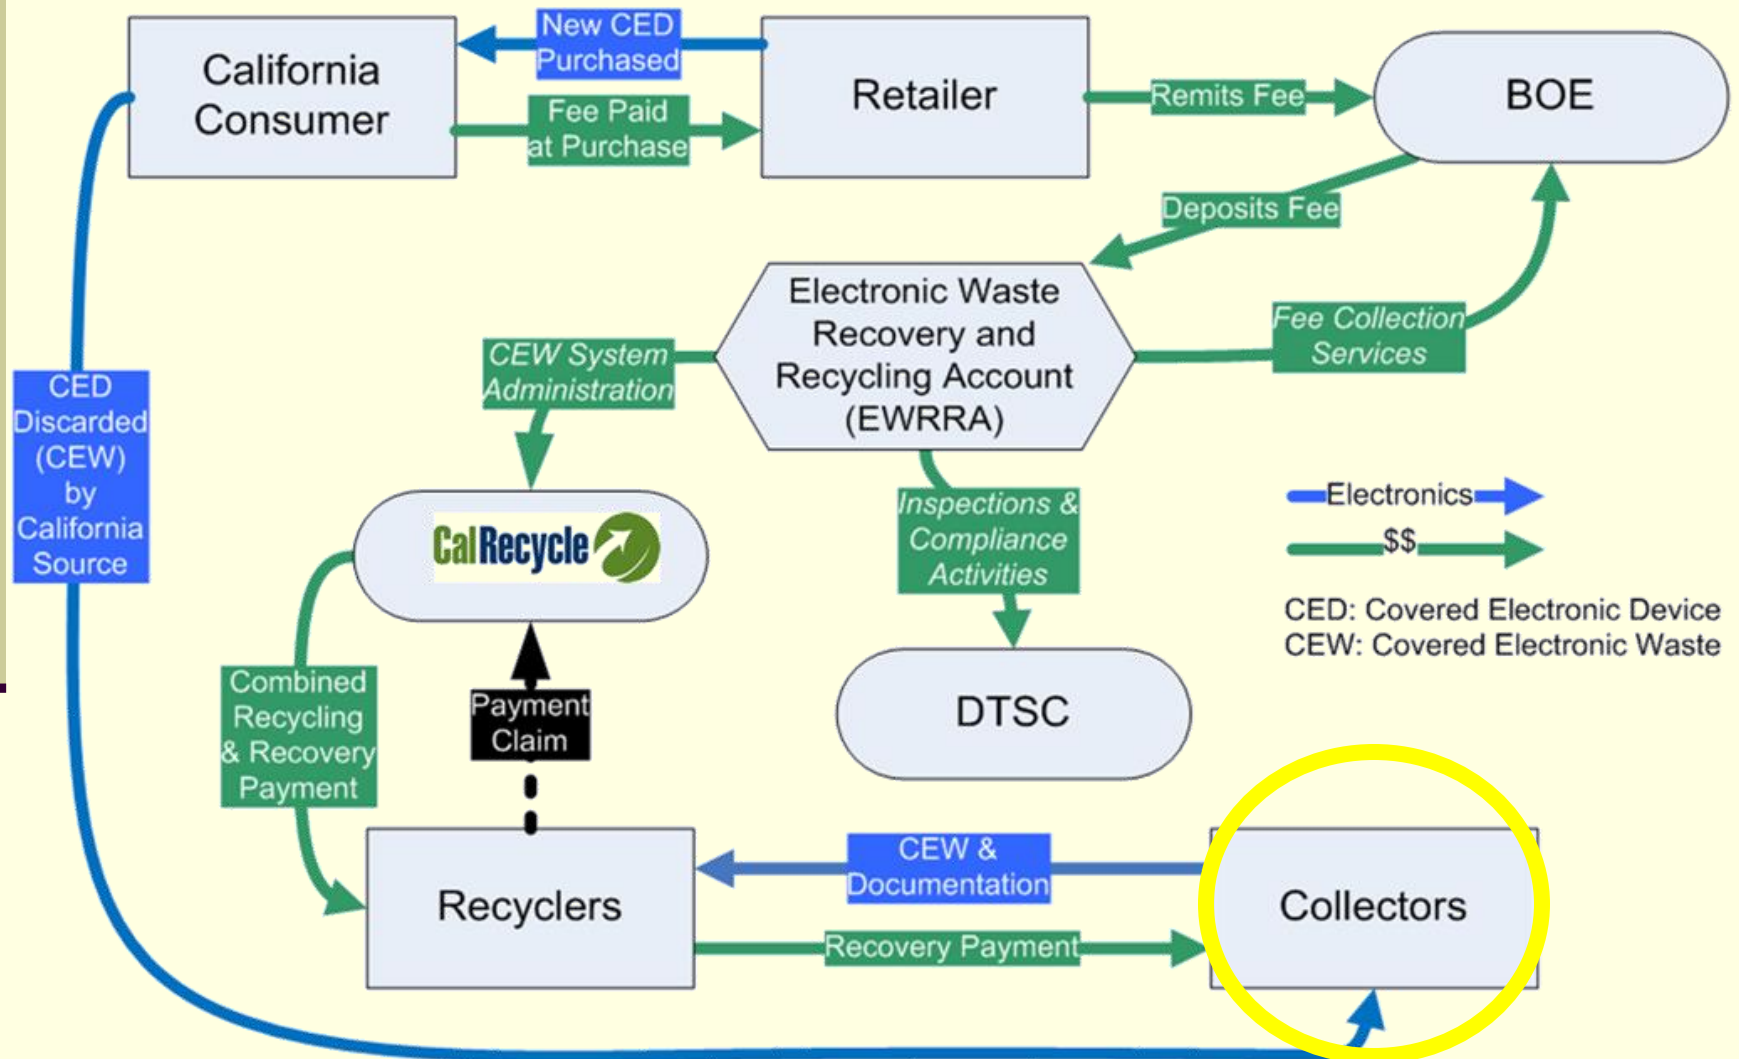 California
Consumer
New CED
Purchased
Fee Paid
at Purchase
Retailer
Remits Fee
BOE
Deposits Fee
Electronic Waste
Recovery and
Recycling Account
(EWRRA)
Fee Collection
Services
CEW System
Administration
CED
Discarded
(CEW)
by
California
Source
CalRecycle
Inspections &
Compliance
Activities
Electronics
$$
CED: Covered Electronic Device
CEW: Covered Electronic Waste
Combined
Recycling
& Recovery
Payment
Payment
Claim
DTSC
Recyclers
CEW &
Documentation
Recovery Payment
Collectors